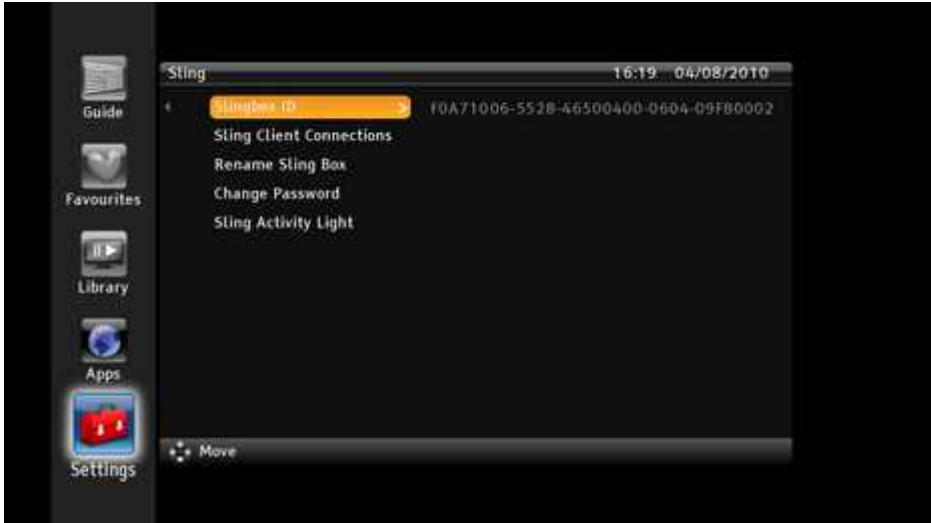 Guide
Favourites
Library
Apps
Settings
Sling 16:19 04/08/2010
Slingbox ID f0A71006-5528-46500400-0604-09F80002
Sling Client Connections
Rename Sling Box
Change Password
Sling Activity Light
Move